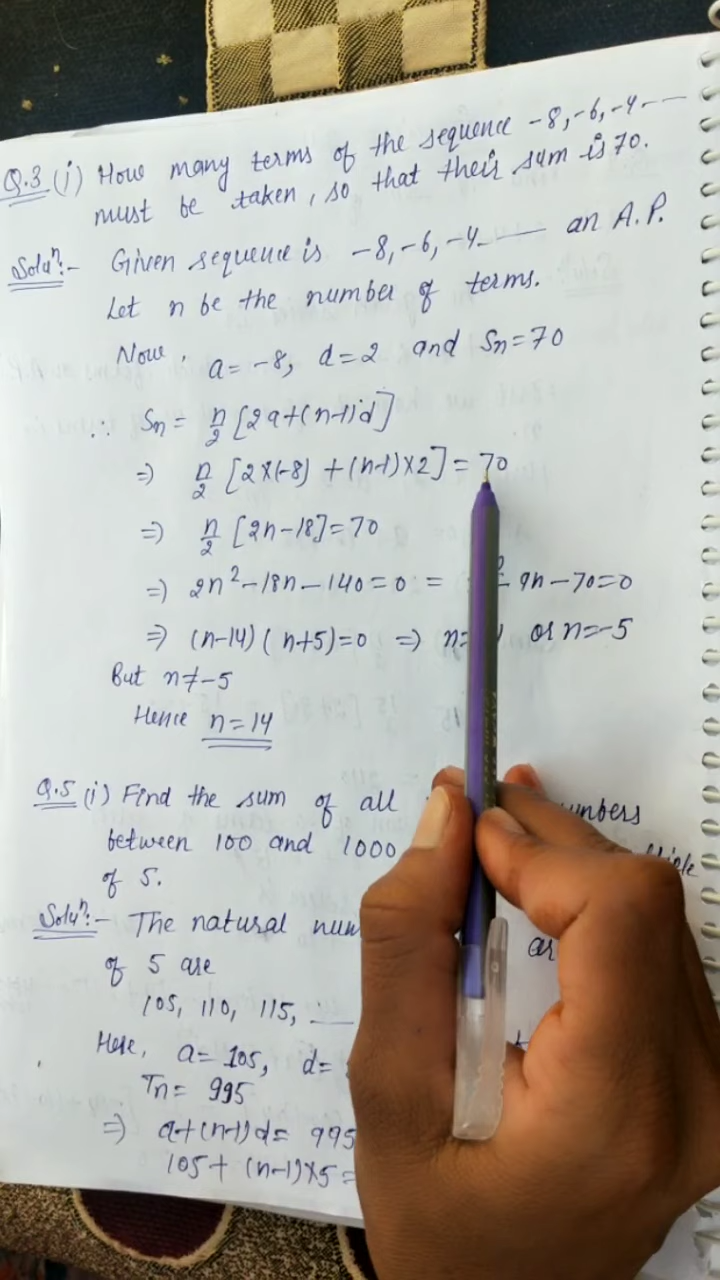 Q.3 (i) How many terms of the sequence -8, -6, -4 ---
must be taken, so that their sum is 70.
Soluⁿ:- Given sequence is -8, -6, -4 --- an A.P.
Let n be the number of terms.
Now, a = -8, d = 2 and Sn = 70
∴ Sn = n/2 [2a+(n-1)d]
=) n/2 [2×(-8) + (n-1)×2] = 70
=) n/2 [2n-18] = 70
=) 2n²-18n-140=0 = 9n-70=0
=) (n-14)(n+5)=0 =) n= or n=-5
But n≠-5
Hence n=14
Q.5 (i) Find the sum of all
between 100 and 1000
of 5.
Soluⁿ:- The natural
of 5 are
105, 110, 115, ___
Here, a= 105, d=
Tn= 995
=) a+(n-1)d= 995
105+ (n-1)×5=